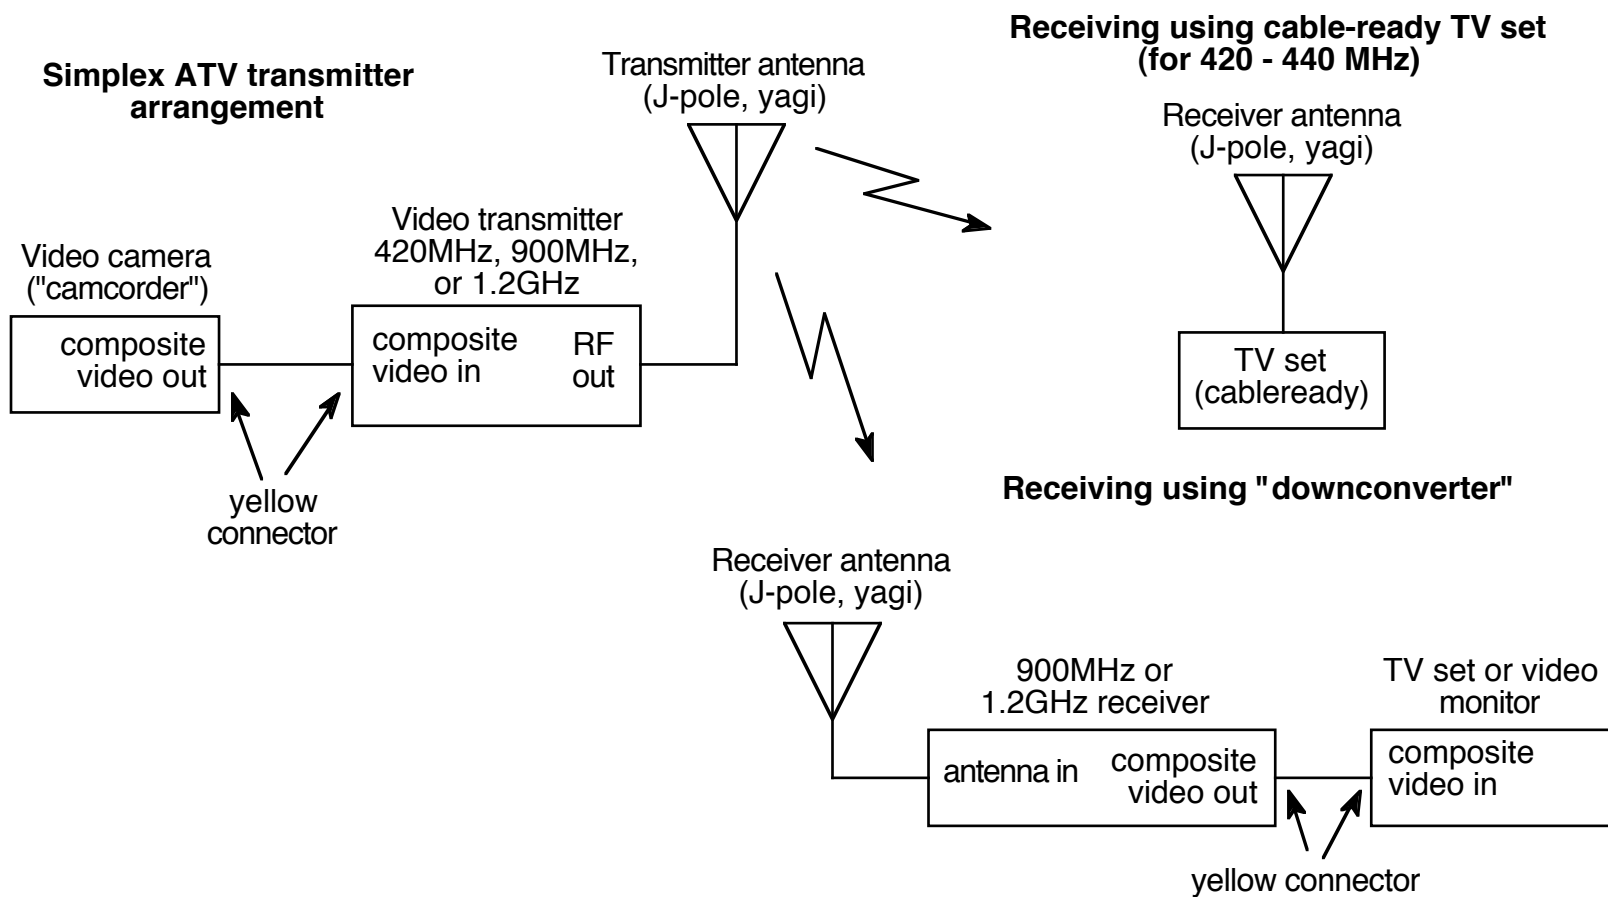 Simplex ATV transmitter
arrangement
Transmitter antenna
(J-pole, yagi)
Receiving using cable-ready TV set
(for 420 - 440 MHz)
Receiver antenna
(J-pole, yagi)
Video camera
("camcorder")
composite
video out
Video transmitter
420MHz, 900MHz,
or 1.2GHz
composite
video in
RF
out
yellow
connector
TV set
(cableready)
Receiving using "downconverter"
Receiver antenna
(J-pole, yagi)
900MHz or
1.2GHz receiver
antenna in
composite
video out
TV set or video
monitor
composite
video in
yellow connector